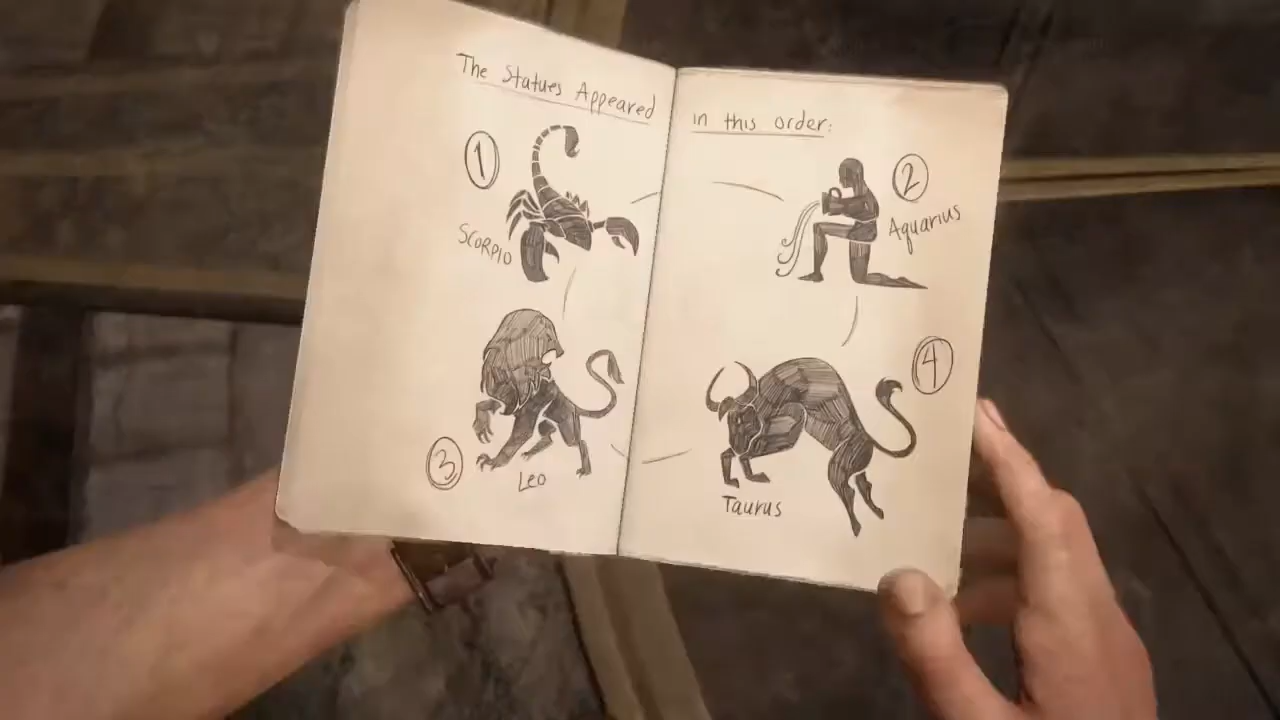 The Statues Appeared
in this order:
1
SCORPIO
2
Aquarius
3
Leo
4
Taurus